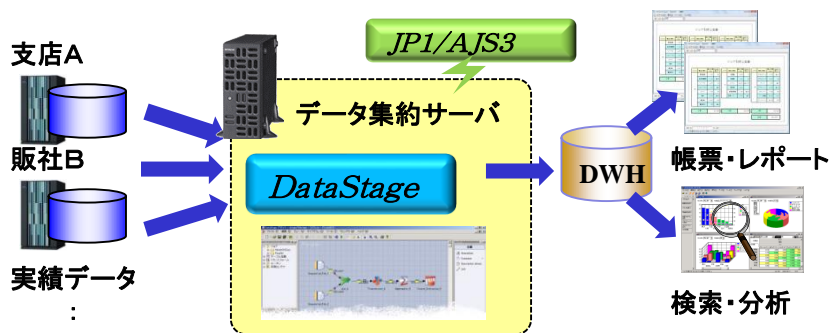 支店A
販社B
実績データ
:
JP1/AJS3
データ集約サーバ
DataStage
DWH
帳票・レポート
検索・分析